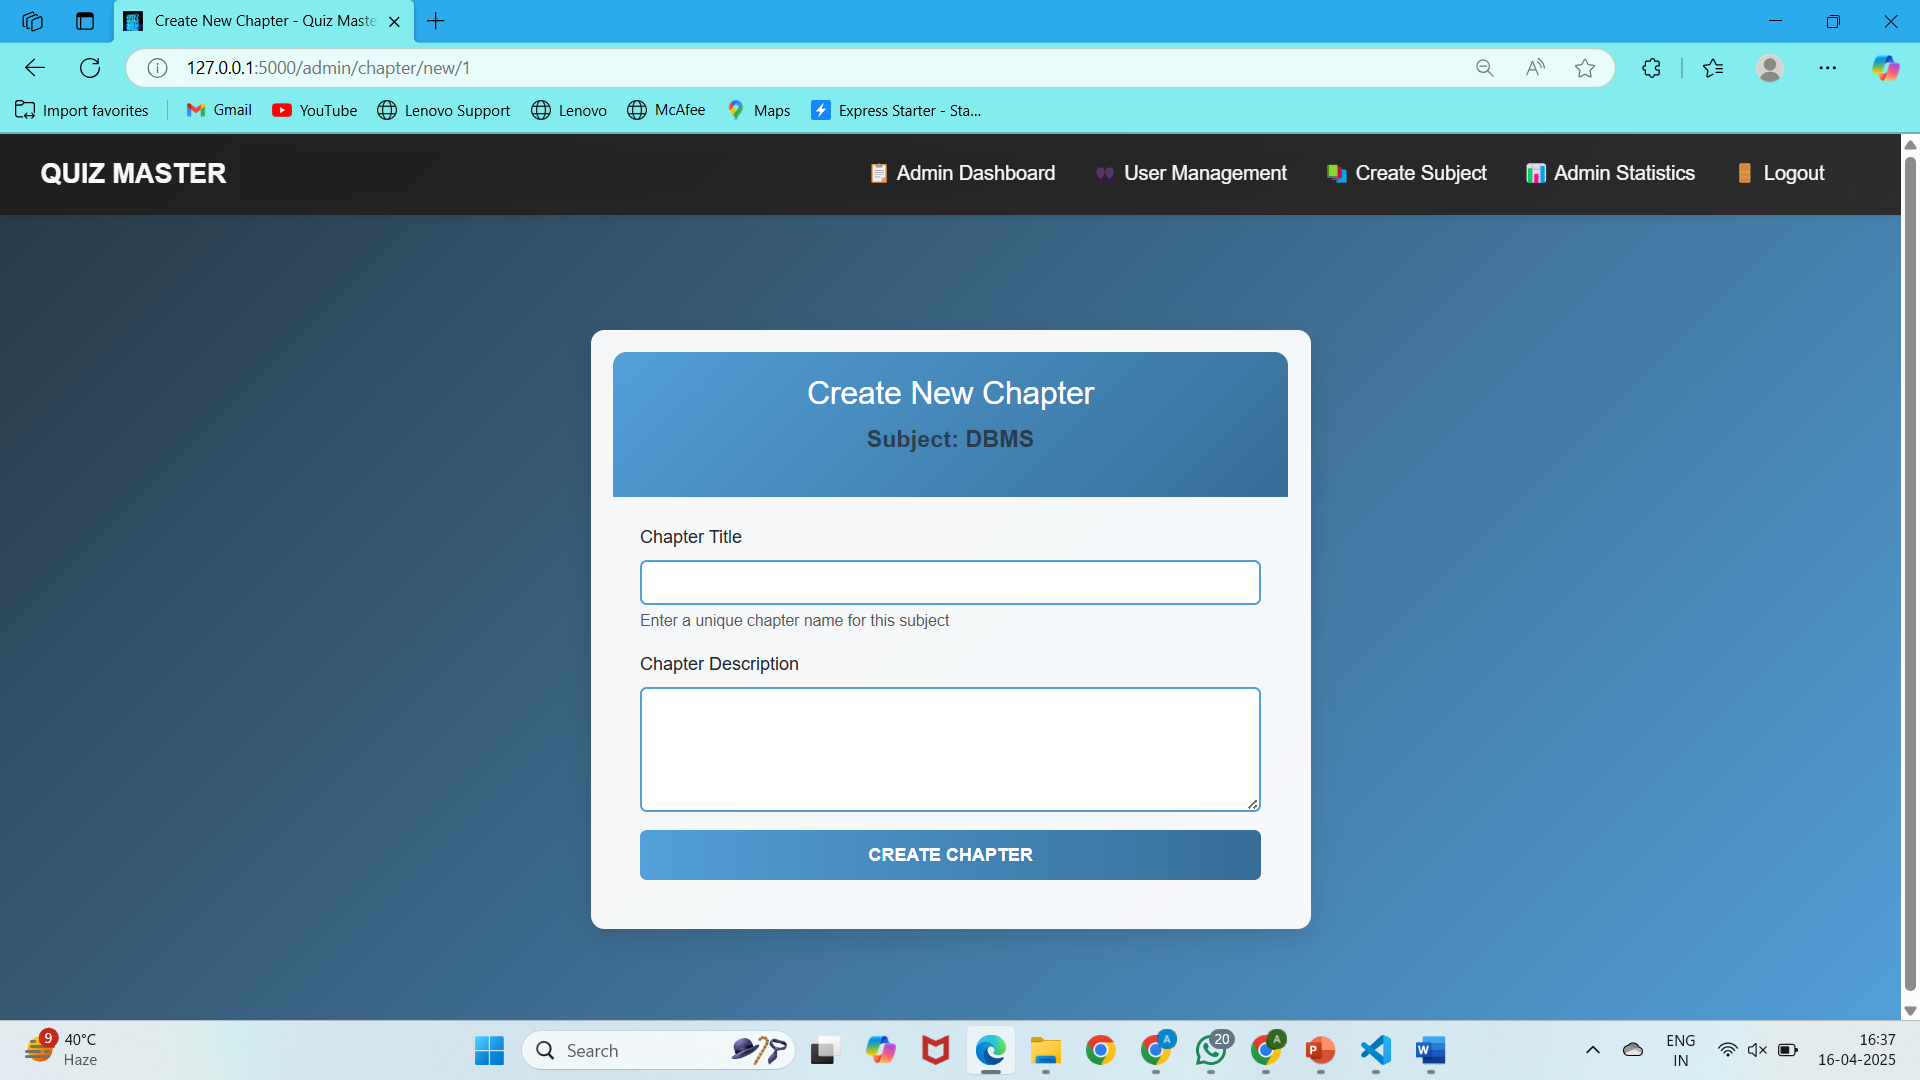 Create New Chapter - Quiz Maste
127.0.0.1:5000/admin/chapter/new/1
Import favorites
Gmail
YouTube
Lenovo Support
Lenovo
McAfee
Maps
Express Starter - Sta...
QUIZ MASTER
Admin Dashboard
User Management
Create Subject
Admin Statistics
Logout
Create New Chapter
Subject: DBMS
Chapter Title
Enter a unique chapter name for this subject
Chapter Description
CREATE CHAPTER
9
40°C
Haze
Search
A
20
A
ENG
IN
16:37
16-04-2025